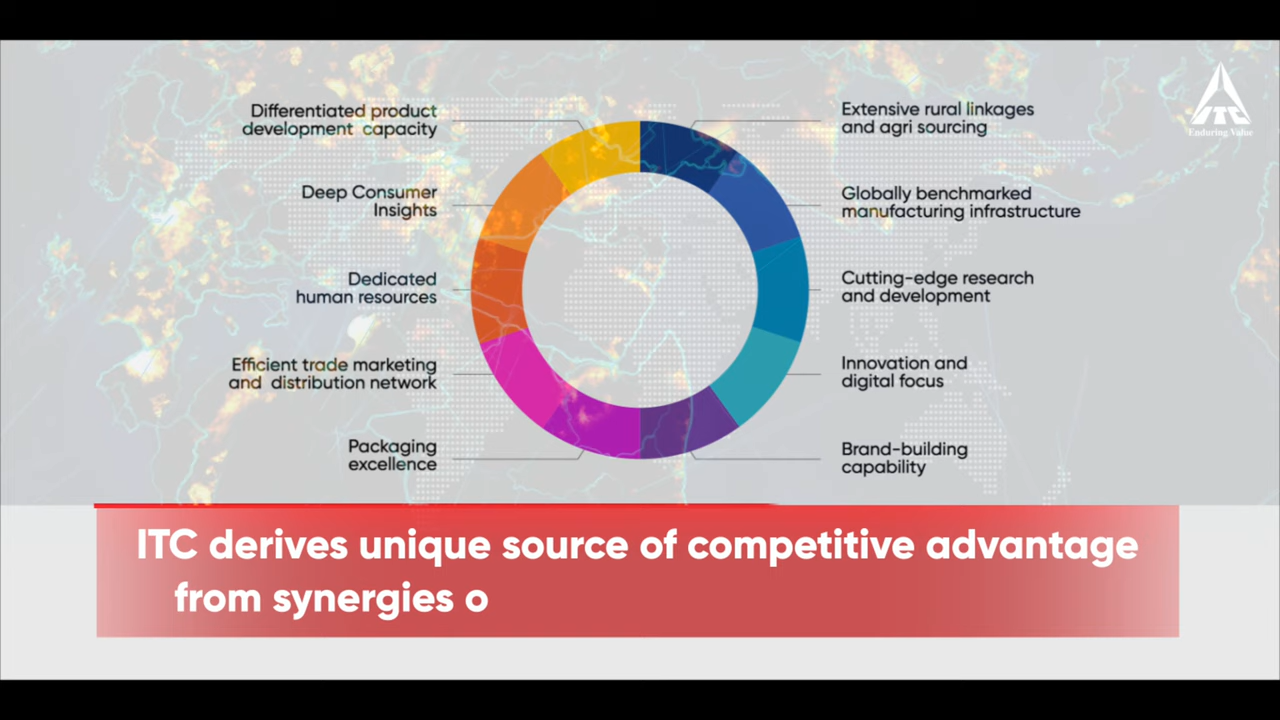 Differentiated product
development capacity
Deep Consumer
Insights
Dedicated
human resources
Efficient trade marketing
and distribution network
Packaging
excellence
Extensive rural linkages
and agri sourcing
Globally benchmarked
manufacturing infrastructure
Cutting-edge research
and development
Innovation and
digital focus
Brand-building
capability
ITC
Enduring Value
ITC derives unique source of competitive advantage
from synergies o